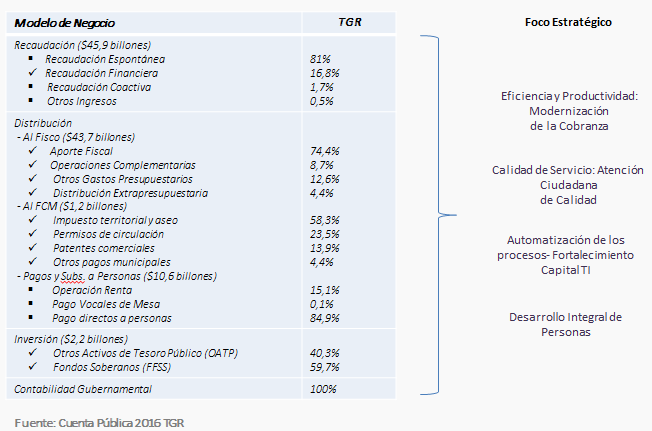 Modelo de Negocio TGR
Recaudación ($45,9 billones)
▪ Recaudación Espontánea 81%
✓ Recaudación Financiera 16,8%
▪ Recaudación Coactiva 1,7%
▪ Otros Ingresos 0,5%
Distribución
- Al Fisco ($43,7 billones)
✓ Aporte Fiscal 74,4%
✓ Operaciones Complementarias 8,7%
✓ Otros Gastos Presupuestarios 12,6%
✓ Distribución Extrapresupuestaria 4,4%
- Al FCM ($1,2 billones)
✓ Impuesto territorial y aseo 58,3%
✓ Permisos de circulación 23,5%
✓ Patentes comerciales 13,9%
✓ Otros pagos municipales 4,4%
- Pagos y Subs. a Personas ($10,6 billones)
▪ Operación Renta 15,1%
▪ Pago Vocales de Mesa 0,1%
▪ Pago directos a personas 84,9%
Inversión ($2,2 billones)
✓ Otros Activos de Tesoro Público (OATP) 40,3%
✓ Fondos Soberanos (FFSS) 59,7%
Contabilidad Gubernamental 100%
Foco Estratégico
Eficiencia y Productividad:
Modernización
de la Cobranza
Calidad de Servicio: Atención
Ciudadana
de Calidad
Automatización de los
procesos- Fortalecimiento
Capital TI
Desarrollo Integral de
Personas
Fuente: Cuenta Pública 2016 TGR